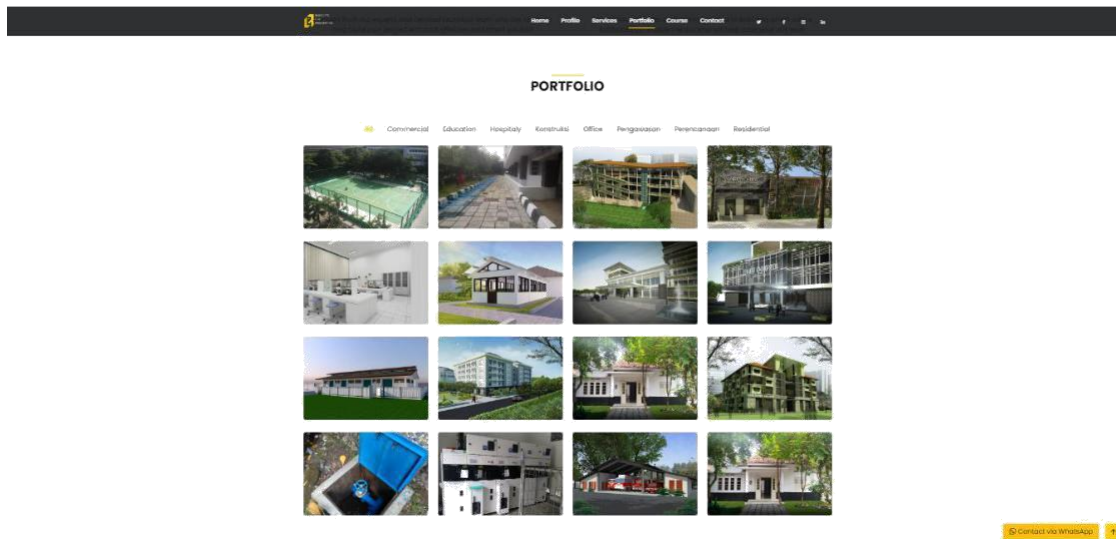 Home Profile Services Portfolio Course Contact
PORTFOLIO
All Commercial Education Hospitaly Konstruksi Office Pengawasan Perencanaan Residential
Contact via WhatsApp